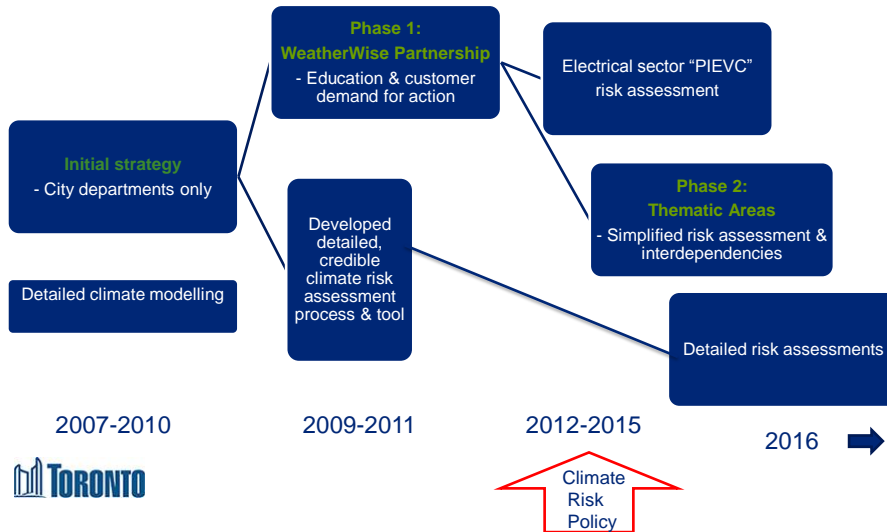 Phase 1:
WeatherWise Partnership
- Education & customer
demand for action
Electrical sector “PIEVC”
risk assessment
Initial strategy
- City departments only
Phase 2:
Thematic Areas
- Simplified risk assessment &
interdependencies
Developed
detailed,
credible
climate risk
assessment
process & tool
Detailed climate modelling
Detailed risk assessments
2007-2010
2009-2011
2012-2015
2016
TORONTO
Climate
Risk
Policy